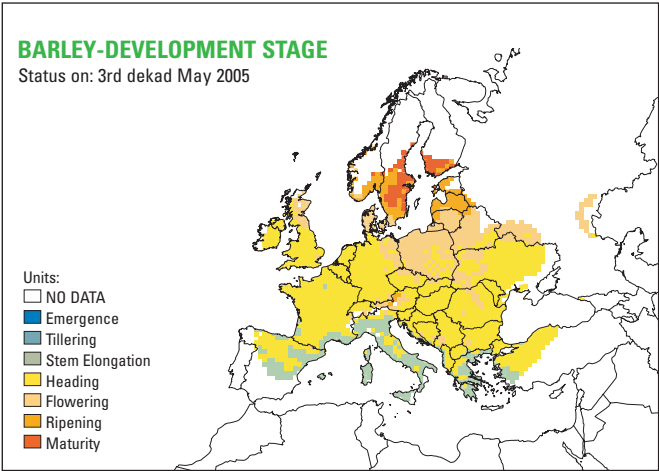 BARLEY-DEVELOPMENT STAGE
Status on: 3rd dekad May 2005
Units:
NO DATA
Emergence
Tillering
Stem Elongation
Heading
Flowering
Ripening
Maturity